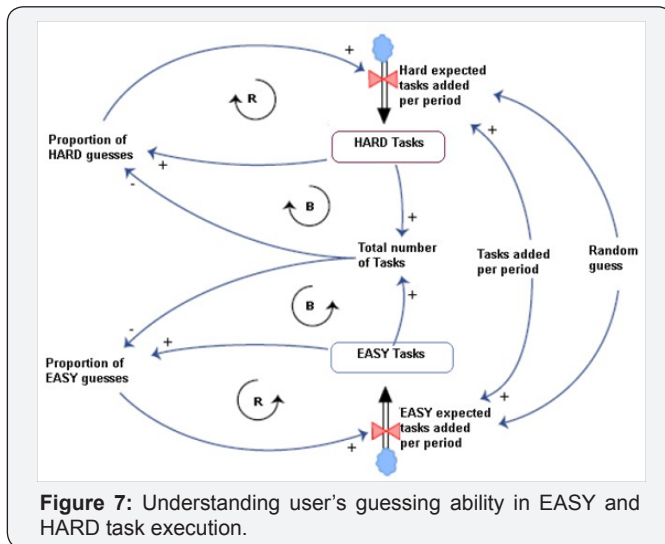 +
Hard expected
tasks added
per period
R
Proportion of
HARD guesses
+
HARD Tasks
+
-
B
+
Total number
of Tasks
Tasks added
per period
Random
guess
B
+
-
+
EASY Tasks
Proportion of
EASY guesses
R
+
EASY expected
tasks added
per period
+
Figure 7: Understanding user's guessing ability in EASY and
HARD task execution.